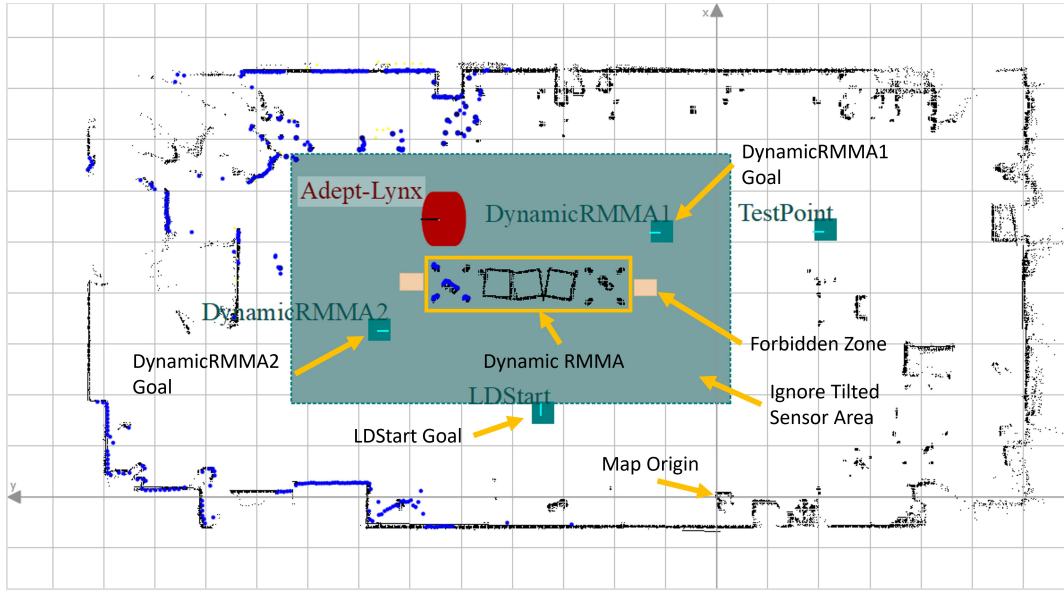 x
DynamicRMMA1
Goal
Adept-Lynx
DynamicRMMA1
TestPoint
DynamicRMMA2
Forbidden Zone
DynamicRMMA2
Goal
Dynamic RMMA
Ignore Tilted
Sensor Area
LDStart
LDStart Goal
Map Origin
y